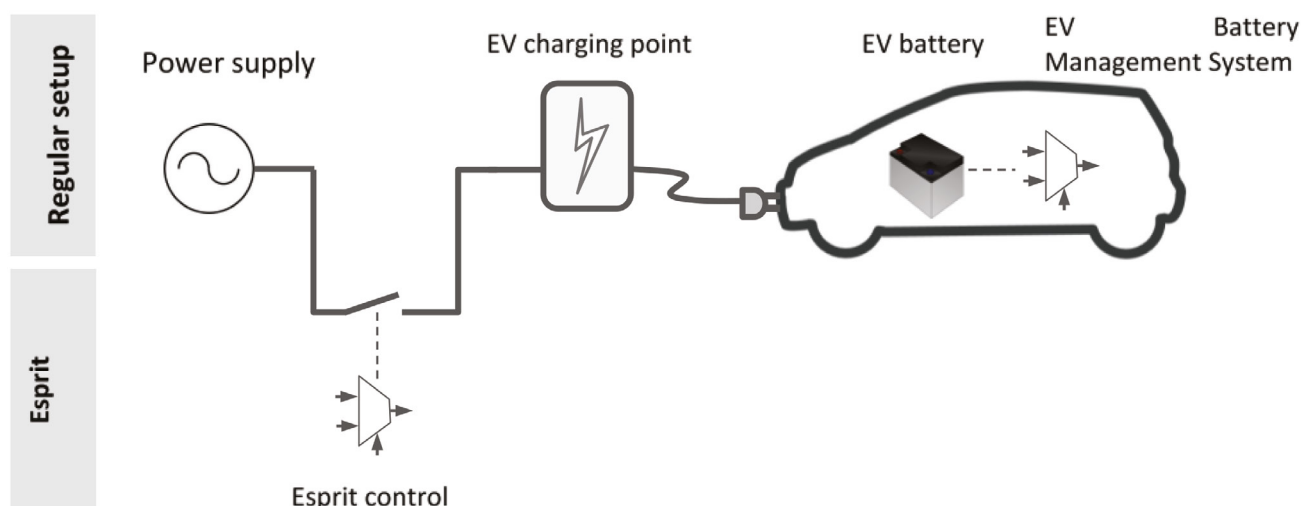 Regular setup
Power supply
EV charging point
EV battery
EV Battery
Management System
Esprit
Esprit control